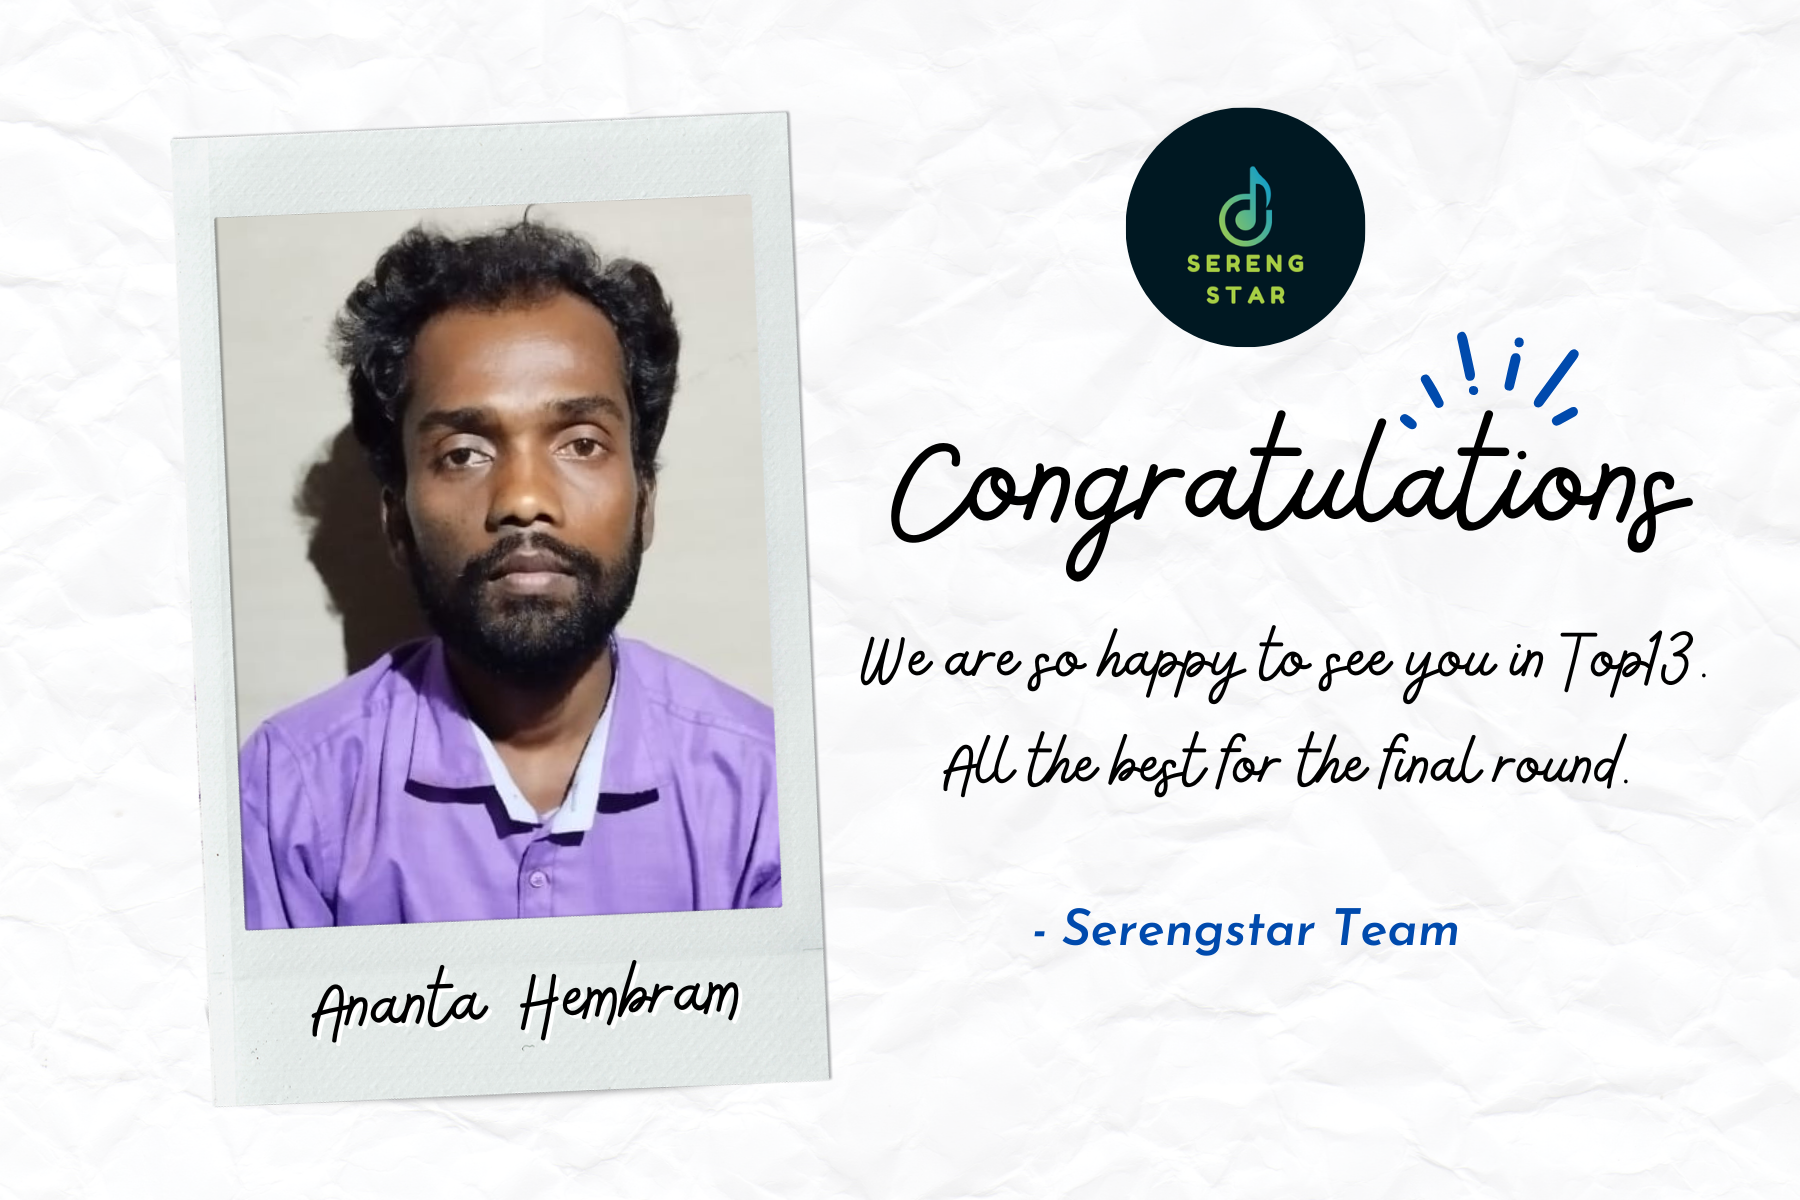 SERENG
STAR
Congratulations
We are so happy to see you in Top13.
All the best for the final round.
- Serengstar Team
Ananta Hembram